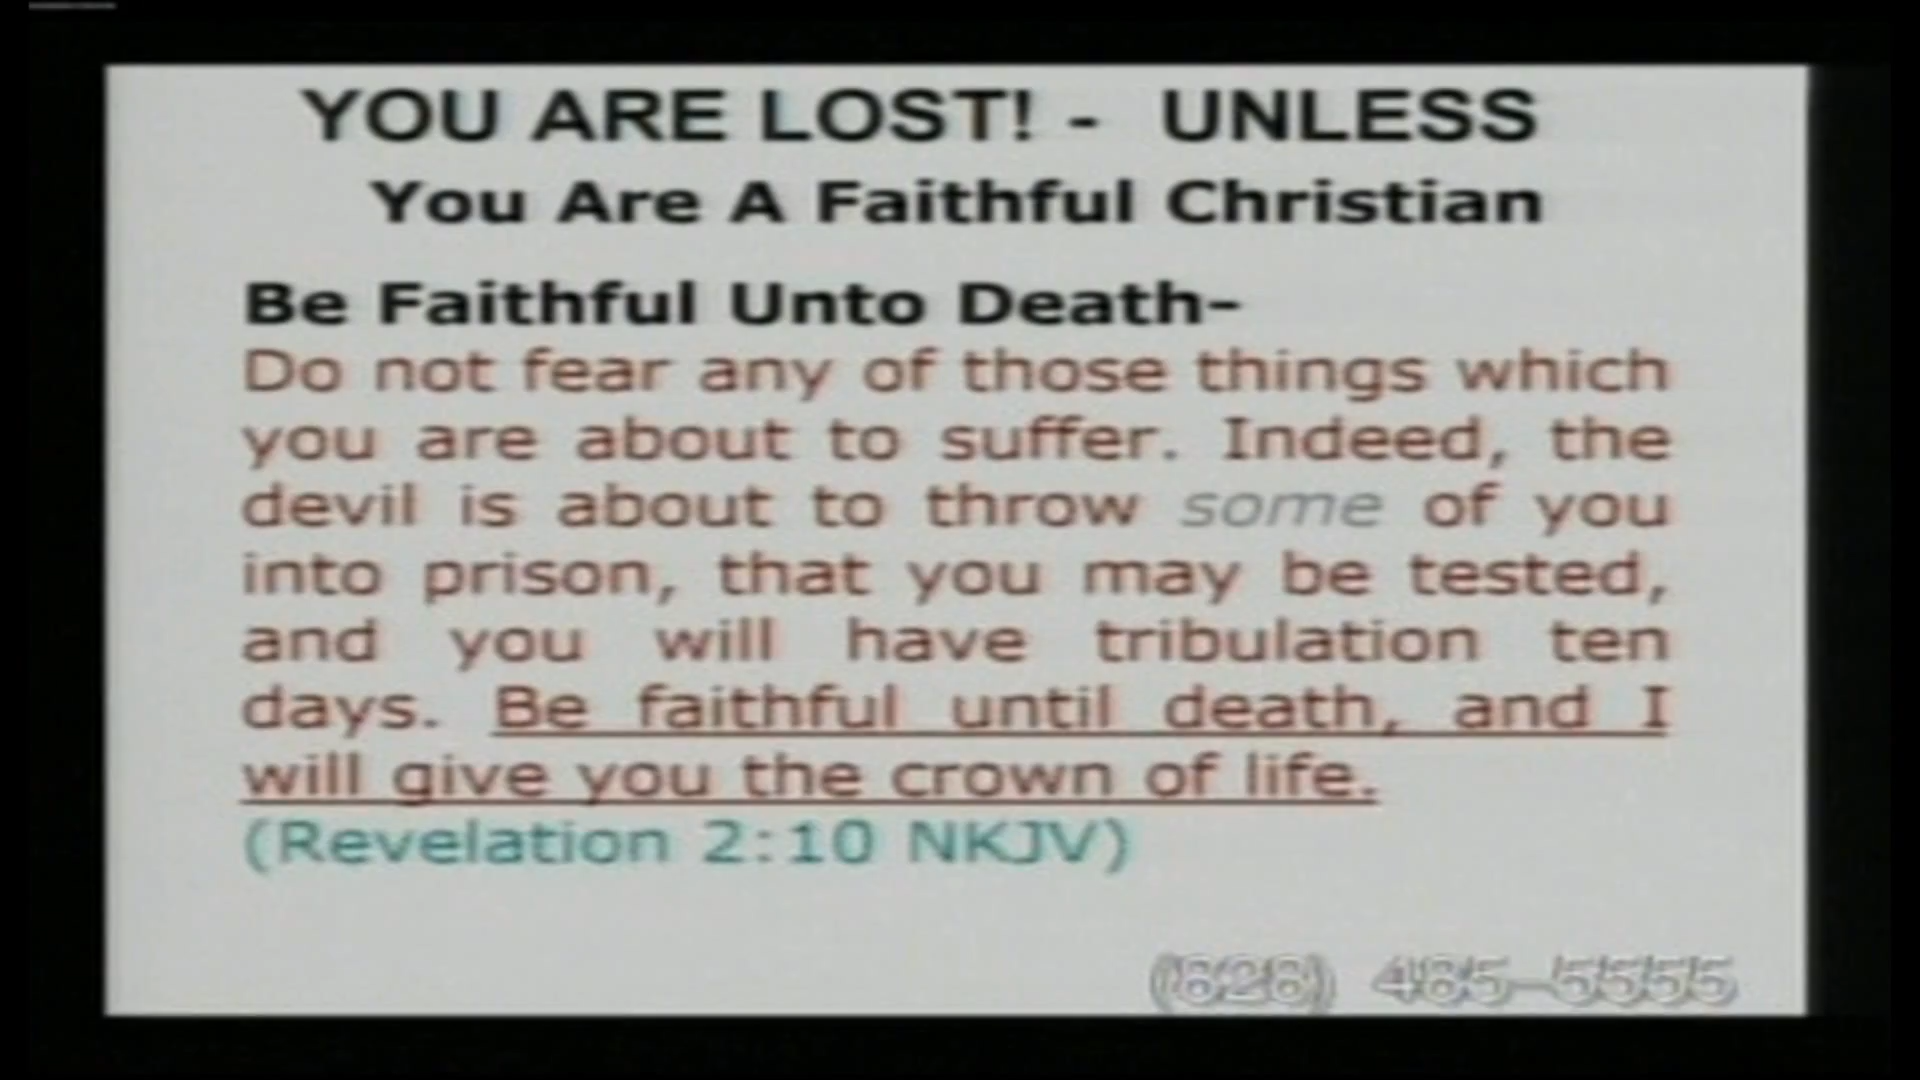 YOU ARE LOST! - UNLESS
You Are A Faithful Christian
Be Faithful Unto Death-
Do not fear any of those things which
you are about to suffer. Indeed, the
devil is about to throw some of you
into prison, that you may be tested,
and you will have tribulation ten
days. Be faithful until death, and I
will give you the crown of life.
(Revelation 2:10 NKJV)
(828) 485-5555